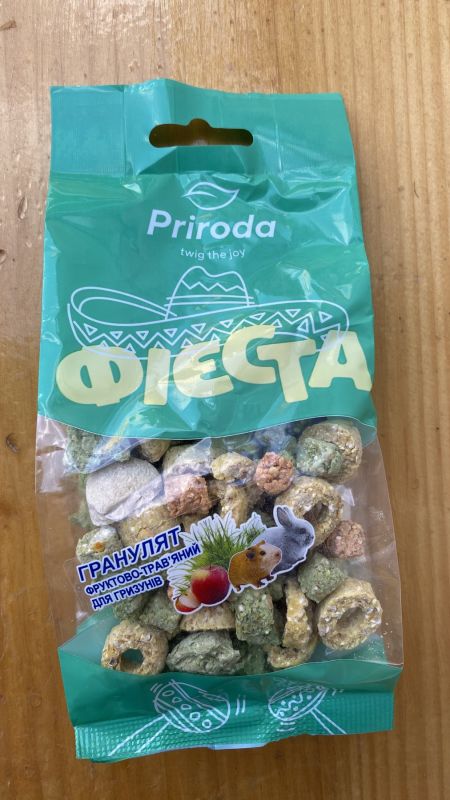 Priroda
twig the joy
ФІЄСТА
ГРАНУЛЯТ
ФРУКТОВО-ТРАВ'ЯНИЙ
ДЛЯ ГРИЗУНІВ